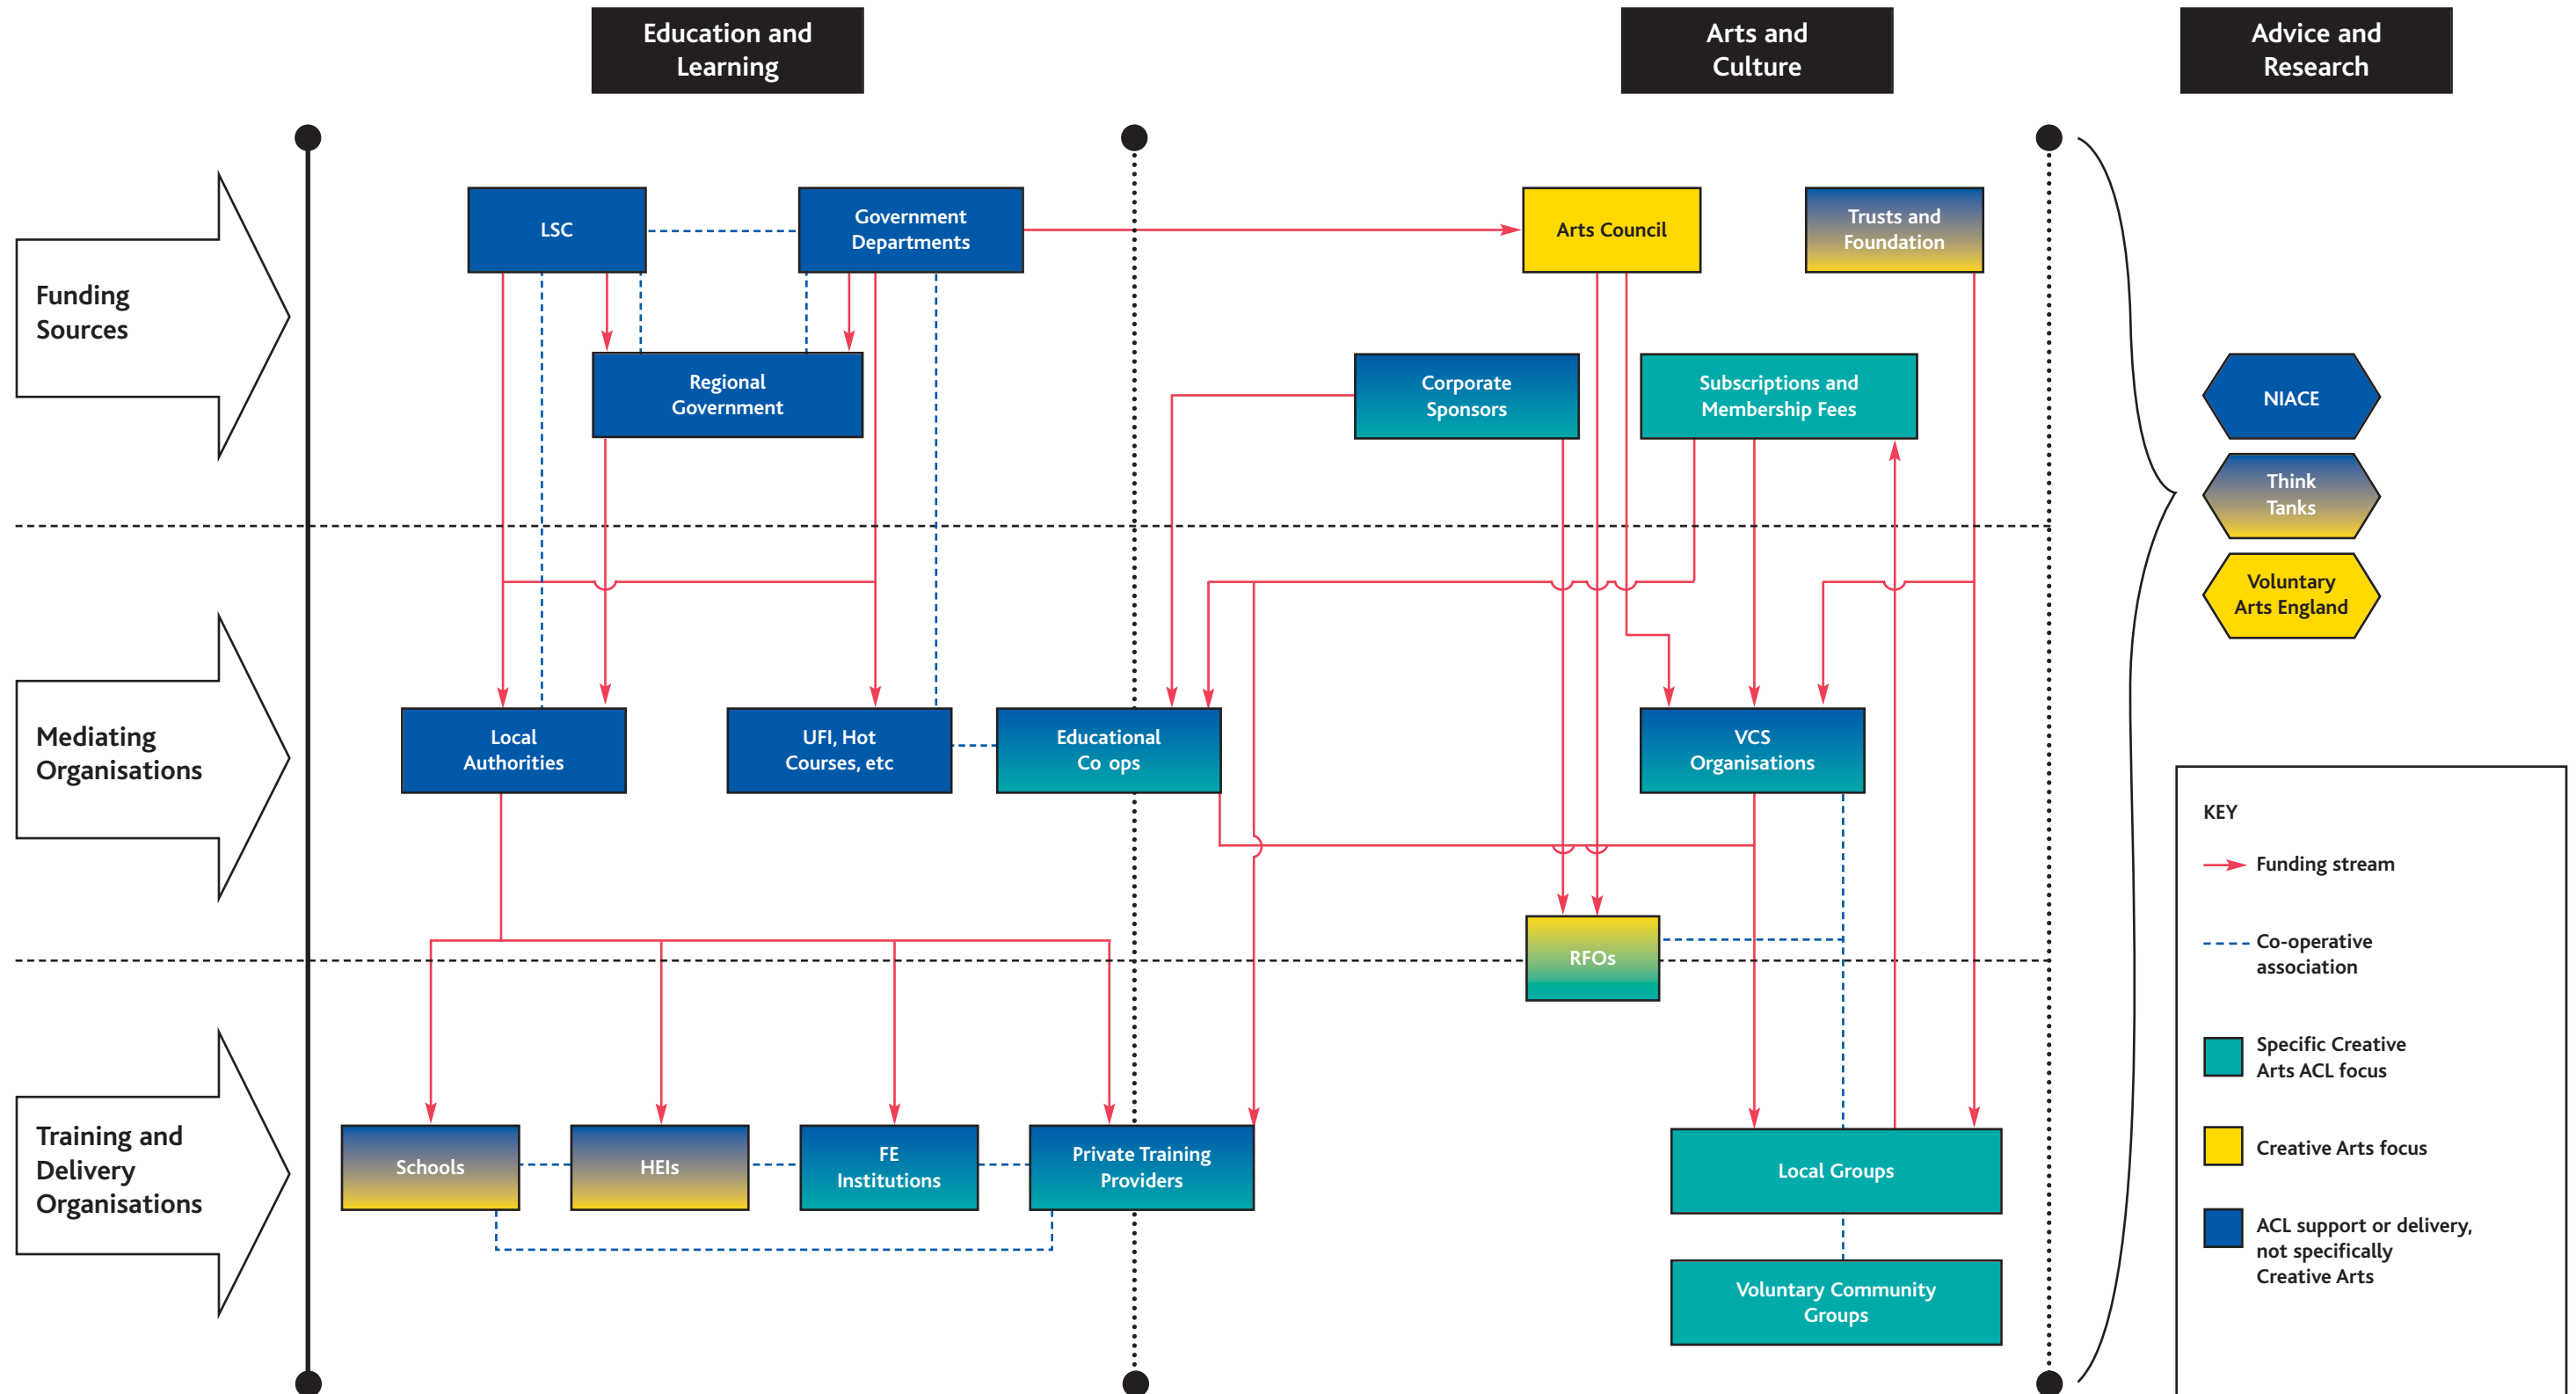 Education and
Learning
Arts and
Culture
Advice and
Research
Funding
Sources
LSC
Government
Departments
Arts Council
Trusts and
Foundation
Regional
Government
Corporate
Sponsors
Subscriptions and
Membership Fees
NIACE
Think
Tanks
Voluntary
Arts England
Mediating
Organisations
Local
Authorities
UFI, Hot
Courses, etc
Educational
Co ops
VCS
Organisations
RFOs
Training and
Delivery
Organisations
Schools
HEIs
FE
Institutions
Private Training
Providers
Local Groups
Voluntary Community
Groups
KEY
Funding stream
Co-operative
association
Specific Creative
Arts ACL focus
Creative Arts focus
ACL support or delivery,
not specifically
Creative Arts